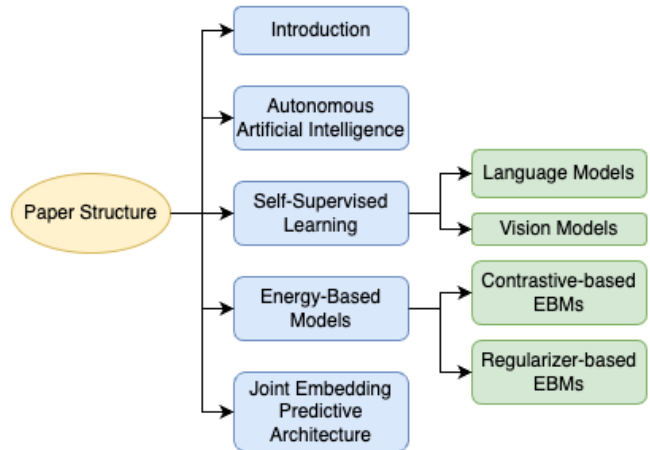 Introduction
Autonomous
Artificial Intelligence
Language Models
Paper Structure
Self-Supervised
Learning
Vision Models
Energy-Based
Models
Contrastive-based
EBMs
Regularizer-based
EBMs
Joint Embedding
Predictive
Architecture